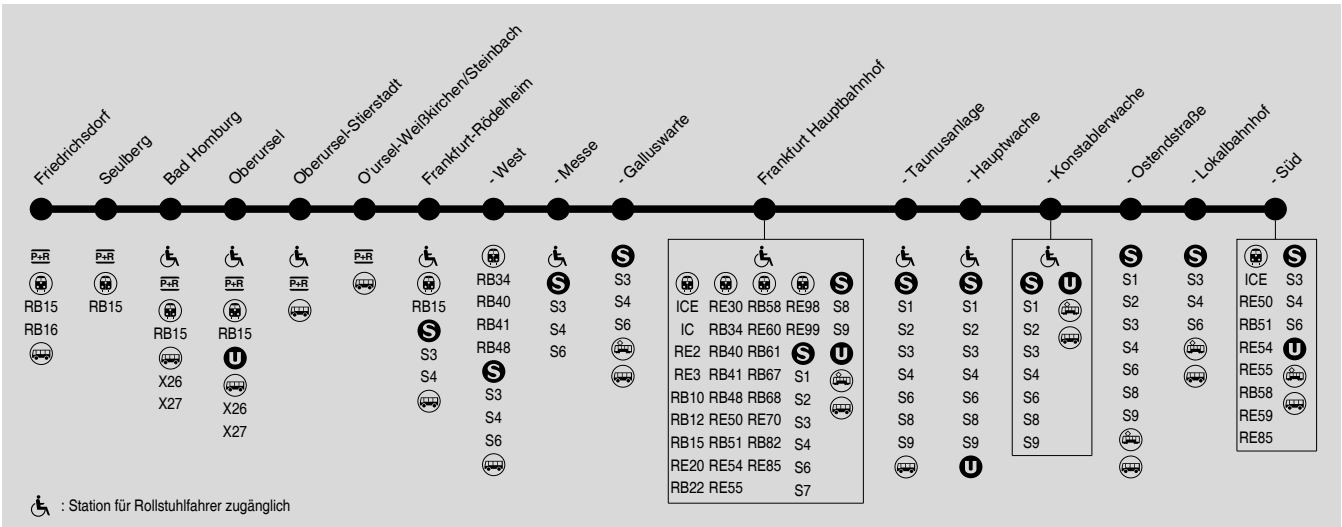 Friedrichsdorf
Seulberg
Bad Homburg
Oberursel
Oberursel-Stierstadt
O'ursel-Weißkirchen/Steinbach
Frankfurt-Rödelheim
- West
- Messe
- Galluswarte
Frankfurt Hauptbahnhof
- Taunusanlage
- Hauptwache
- Konstablerwache
- Ostendstraße
- Lokalbahnhof
- Süd
P+R
RB15
RB16
P+R
RB15
P+R
RB15
X26
X27
P+R
RB15
U
X26
X27
P+R
P+R
RB15
S
S3
S4
RB34
RB40
RB41
RB48
S
S3
S4
S6
S
S3
S4
S6
S
S3
S4
S6
ICE RE30 RB58 RE98 S8
IC RB34 RE60 RE99 S9
RE2 RB40 RB61 S U
RE3 RB41 RB67 S1
RB10 RB48 RB68 S2
RB12 RE50 RE70 S3
RB15 RB51 RB82 S4
RE20 RE54 RE85 S6
RB22 RE55 S7
S
S
S1
S2
S3
S4
S6
S8
S9
S
S1
S2
S3
S4
S6
S8
S9
U
S U
S1
S2
S3
S4
S6
S8
S9
S
S1
S2
S3
S4
S6
S8
S9
S
S3
S4
S6
S
ICE S3
RE50 S4
RB51 S6
RE54 U
RE55
RB58
RE59
RE85
: Station für Rollstuhlfahrer zugänglich